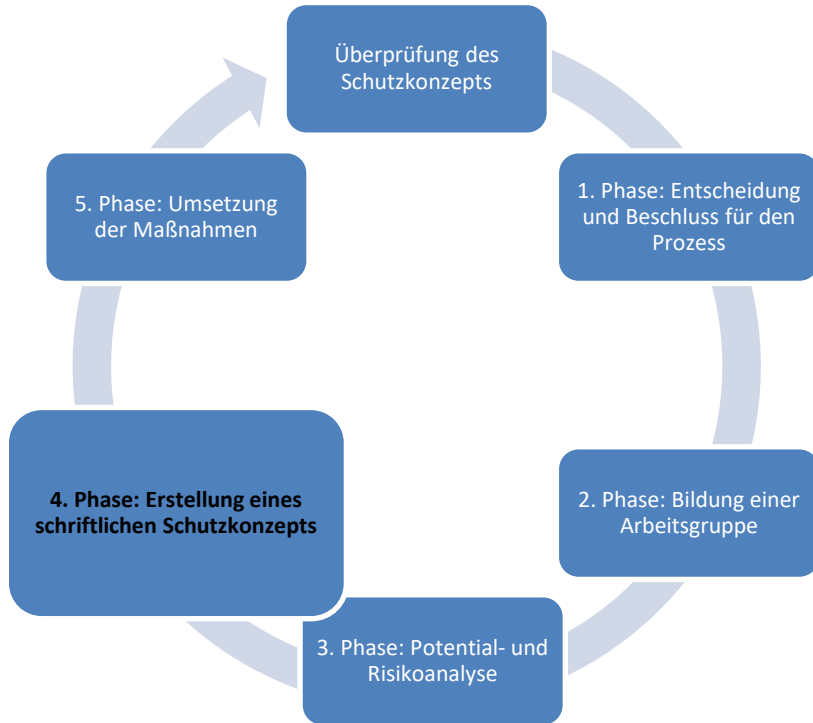 Überprüfung des
Schutzkonzepts
1. Phase: Entscheidung
und Beschluss für den
Prozess
2. Phase: Bildung einer
Arbeitsgruppe
3. Phase: Potential- und
Risikoanalyse
4. Phase: Erstellung eines
schriftlichen Schutzkonzepts
5. Phase: Umsetzung
der Maßnahmen